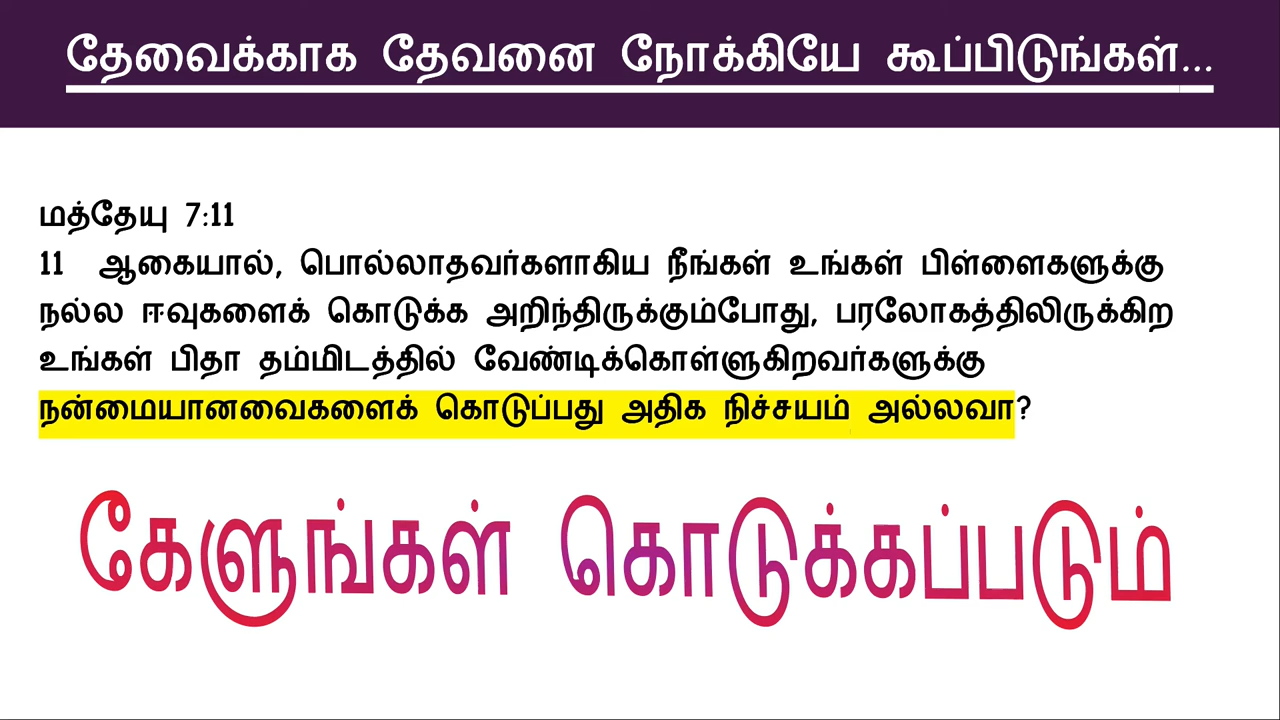 தேவைக்காக தேவனை நோக்கியே கூப்பிடுங்கள்...
மத்தேயு 7:11
11 ஆகையால், பொல்லாதவர்களாகிய நீங்கள் உங்கள் பிள்ளைகளுக்கு
நல்ல ஈவுகளைக் கொடுக்க அறிந்திருக்கும்போது, பரலோகத்திலிருக்கிற
உங்கள் பிதா தம்மிடத்தில் வேண்டிக்கொள்ளுகிறவர்களுக்கு
நன்மையானவைகளைக் கொடுப்பது அதிக நிச்சயம் அல்லவா?
கேளுங்கள் கொடுக்கப்படும்